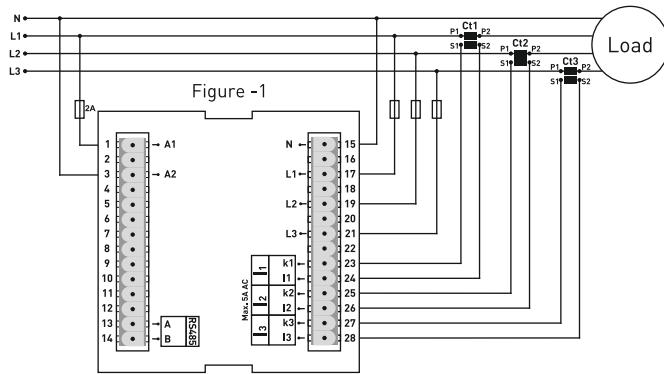 N
L1
L2
L3
Ct1
P1 P2
S1 S2
Ct2
P1 P2
S1 S2
Ct3
P1 P2
S1 S2
Load
Figure -1
2A
1 A1
2
3 A2
4
5
6
7
8
9
10
11
12
13 A
14 B
RS485
N 15
16
L1 17
18
L2 19
20
L3 21
22
Max. 5A AC
I1 k1 23
l1 24
I2 k2 25
l2 26
I3 k3 27
l3 28